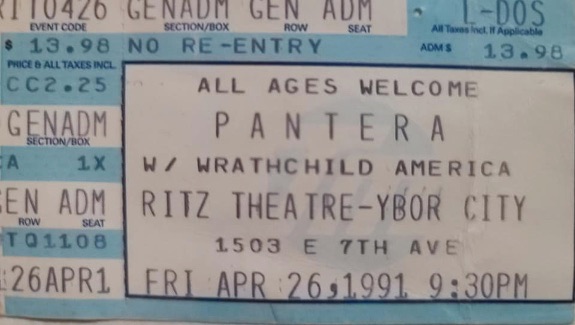 RIT0426 GENADM GEN ADM L-DOS
EVENT CODE SECTION/BOX ROW SEAT All Taxes Incl. If Applicable
$ 13.98 NO RE-ENTRY ADM $ 13.98
PRICE & ALL TAXES INCL.
CC2.25
ALL AGES WELCOME
GENADM
SECTION/BOX
PANTERA
A 1X
W/ WRATHCHILD AMERICA
EN ADM
ROW SEAT
RITZ THEATRE-YBOR CITY
TQ1108
1503 E 7TH AVE
26APR1
FRI APR 26,1991 9:30PM